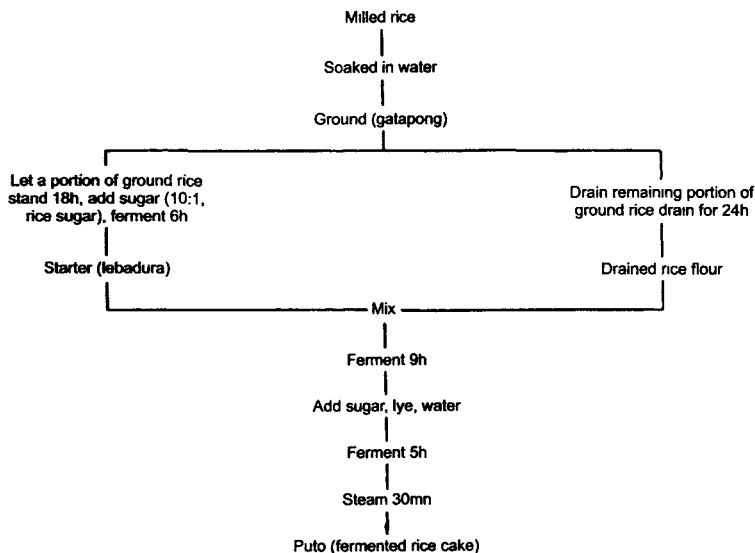 Milled rice
Soaked in water
Ground (gatapong)
Let a portion of ground rice
stand 18h, add sugar (10:1,
rice sugar), ferment 6h
Drain remaining portion of
ground rice drain for 24h
Starter (lebadura)
Drained rice flour
Mix
Ferment 9h
Add sugar, lye, water
Ferment 5h
Steam 30mn
Puto (fermented rice cake)